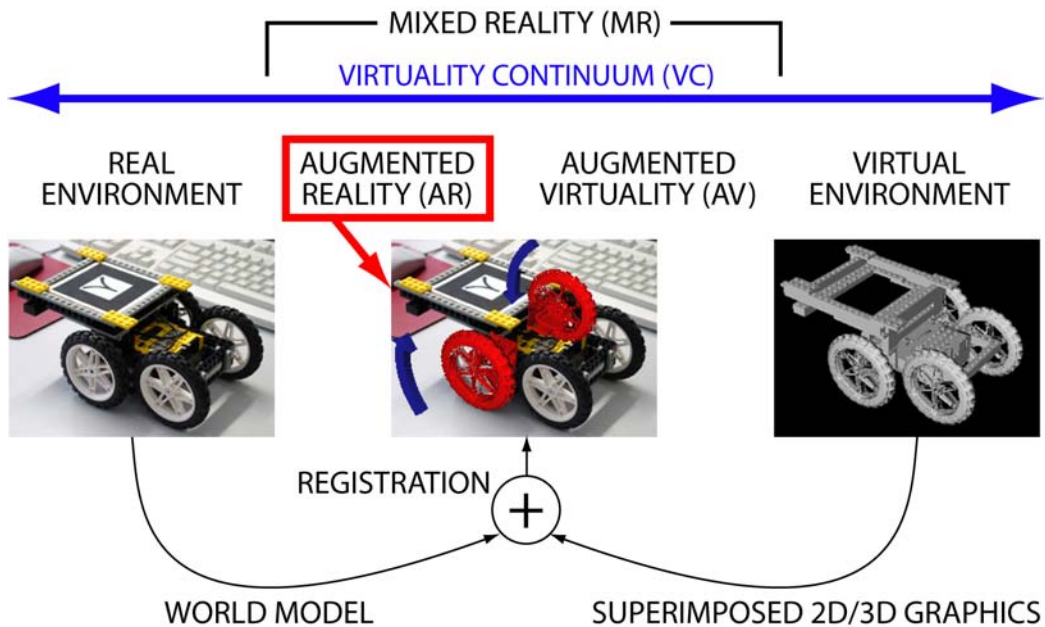 MIXED REALITY (MR)
VIRTUALITY CONTINUUM (VC)
REAL
ENVIRONMENT
AUGMENTED
REALITY (AR)
AUGMENTED
VIRTUALITY (AV)
VIRTUAL
ENVIRONMENT
REGISTRATION
+
WORLD MODEL
SUPERIMPOSED 2D/3D GRAPHICS